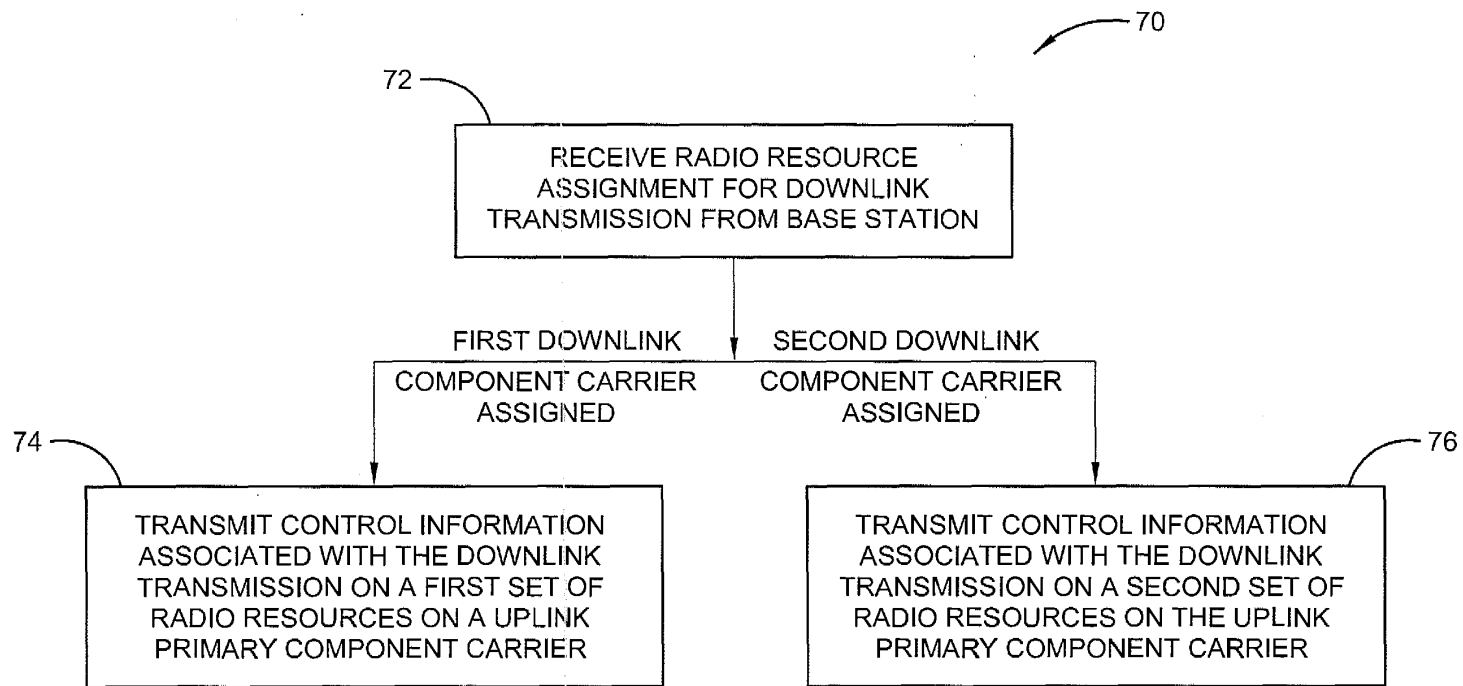 70
72
RECEIVE RADIO RESOURCE
ASSIGNMENT FOR DOWNLINK
TRANSMISSION FROM BASE STATION
FIRST DOWNLINK
COMPONENT CARRIER
ASSIGNED
SECOND DOWNLINK
COMPONENT CARRIER
ASSIGNED
74
TRANSMIT CONTROL INFORMATION
ASSOCIATED WITH THE DOWNLINK
TRANSMISSION ON A FIRST SET OF
RADIO RESOURCES ON A UPLINK
PRIMARY COMPONENT CARRIER
76
TRANSMIT CONTROL INFORMATION
ASSOCIATED WITH THE DOWNLINK
TRANSMISSION ON A SECOND SET OF
RADIO RESOURCES ON THE UPLINK
PRIMARY COMPONENT CARRIER